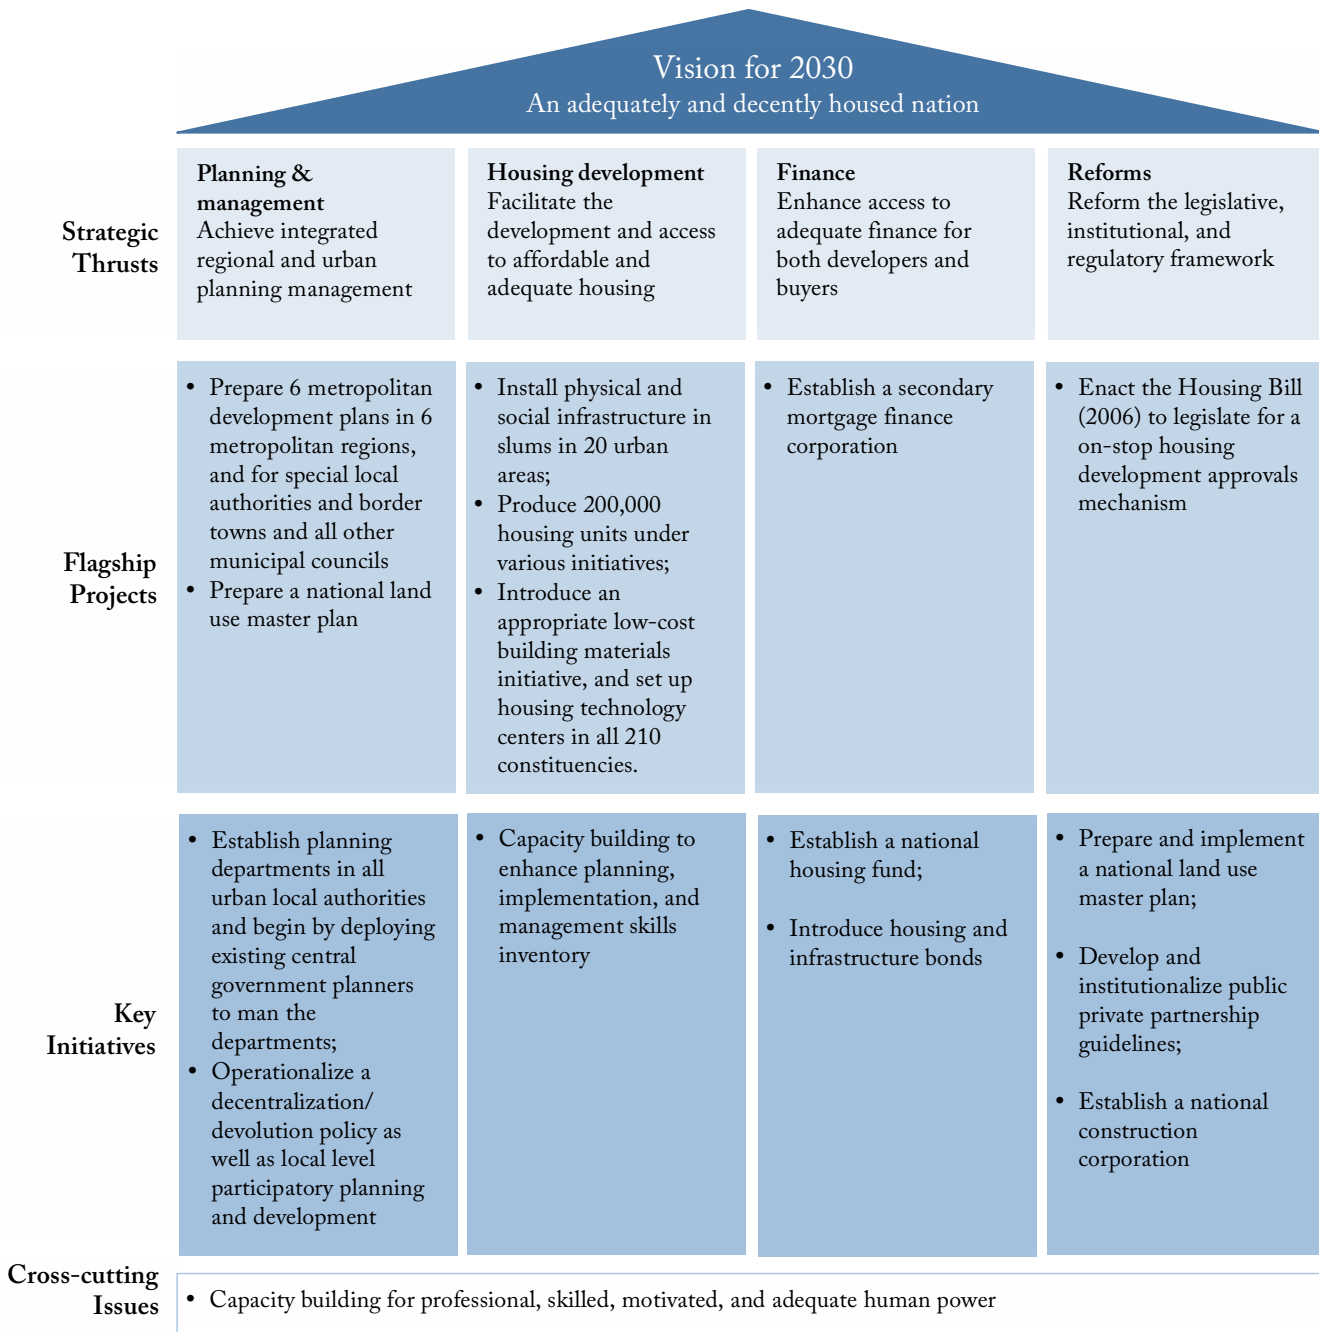 Vision for 2030
An adequately and decently housed nation
Strategic
Thrusts
Planning &
management
Achieve integrated
regional and urban
planning management
Housing development
Facilitate the
development and access
to affordable and
adequate housing
Finance
Enhance access to
adequate finance for
both developers and
buyers
Reforms
Reform the legislative,
institutional, and
regulatory framework
Flagship
Projects
• Prepare 6 metropolitan
development plans in 6
metropolitan regions,
and for special local
authorities and border
towns and all other
municipal councils
• Prepare a national land
use master plan
• Install physical and
social infrastructure in
slums in 20 urban
areas;
• Produce 200,000
housing units under
various initiatives;
• Introduce an
appropriate low-cost
building materials
initiative, and set up
housing technology
centers in all 210
constituencies.
• Establish a secondary
mortgage finance
corporation
• Enact the Housing Bill
(2006) to legislate for a
on-stop housing
development approvals
mechanism
Key
Initiatives
• Establish planning
departments in all
urban local authorities
and begin by deploying
existing central
government planners
to man the
departments;
• Operationalize a
decentralization/
devolution policy as
well as local level
participatory planning
and development
• Capacity building to
enhance planning,
implementation, and
management skills
inventory
• Establish a national
housing fund;
• Introduce housing and
infrastructure bonds
• Prepare and implement
a national land use
master plan;
• Develop and
institutionalize public
private partnership
guidelines;
• Establish a national
construction
corporation
Cross-cutting
Issues
• Capacity building for professional, skilled, motivated, and adequate human power